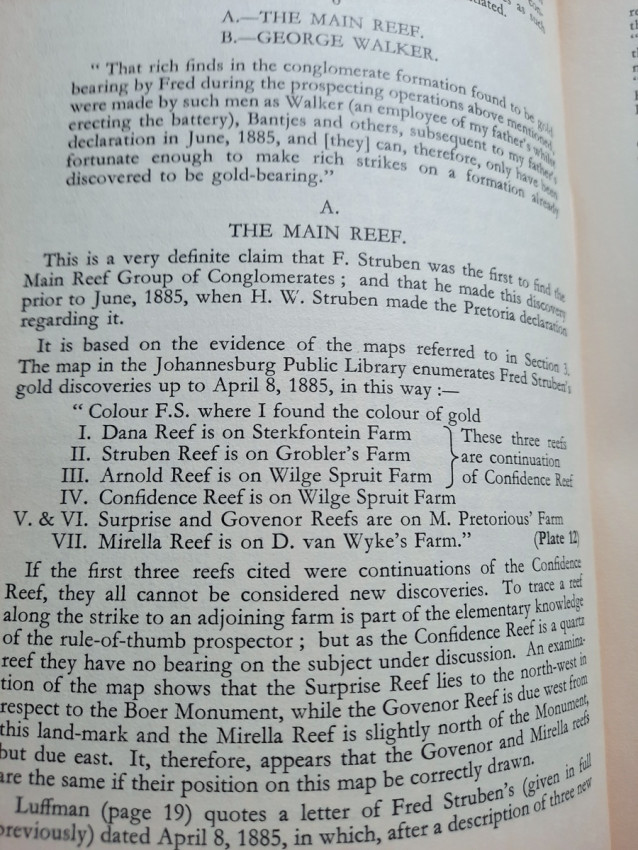 tiated.
con-
as such
A.—THE MAIN REEF.
B.—GEORGE WALKER.
“ That rich finds in the conglomerate formation found to be gold
bearing by Fred during the prospecting operations above mentioned,
were made by such men as Walker (an employee of my father's whilst
erecting the battery), Bantjes and others, subsequent to my father's
declaration in June, 1885, and [they] can, therefore, only have been
fortunate enough to make rich strikes on a formation already
discovered to be gold-bearing.”
A.
THE MAIN REEF.
This is a very definite claim that F. Struben was the first to find the
Main Reef Group of Conglomerates ; and that he made this discovery
prior to June, 1885, when H. W. Struben made the Pretoria declaration
regarding it.
It is based on the evidence of the maps referred to in Section 3.
The map in the Johannesburg Public Library enumerates Fred Struben's
gold discoveries up to April 8, 1885, in this way :—
“ Colour F.S. where I found the colour of gold
I. Dana Reef is on Sterkfontein Farm
II. Struben Reef is on Grobler's Farm
III. Arnold Reef is on Wilge Spruit Farm
These three reefs
are continuation
of Confidence Reef
IV. Confidence Reef is on Wilge Spruit Farm
V. & VI. Surprise and Govenor Reefs are on M. Pretorious' Farm
VII. Mirella Reef is on D. van Wyke's Farm.” (Plate 12)
If the first three reefs cited were continuations of the Confidence
Reef, they all cannot be considered new discoveries. To trace a reef
along the strike to an adjoining farm is part of the elementary knowledge
of the rule-of-thumb prospector ; but as the Confidence Reef is a quartz
reef they have no bearing on the subject under discussion. An examina-
tion of the map shows that the Surprise Reef lies to the north-west in
respect to the Boer Monument, while the Govenor Reef is due west from
this land-mark and the Mirella Reef is slightly north of the Monument,
but due east. It, therefore, appears that the Govenor and Mirella reefs
are the same if their position on this map be correctly drawn.
Luffman (page 19) quotes a letter of Fred Struben's (given in full
previously) dated April 8, 1885, in which, after a description of three new